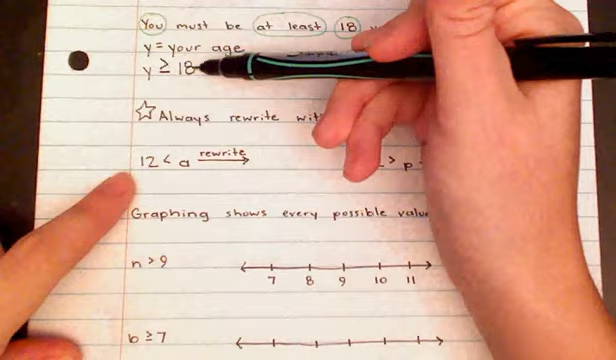 You must be at least 18
y = your age
y ≥ 18
Always rewrite
12 < a rewrite > p
Graphing shows every possible
n > 9
7 8 9 10 11
b ≥ 7